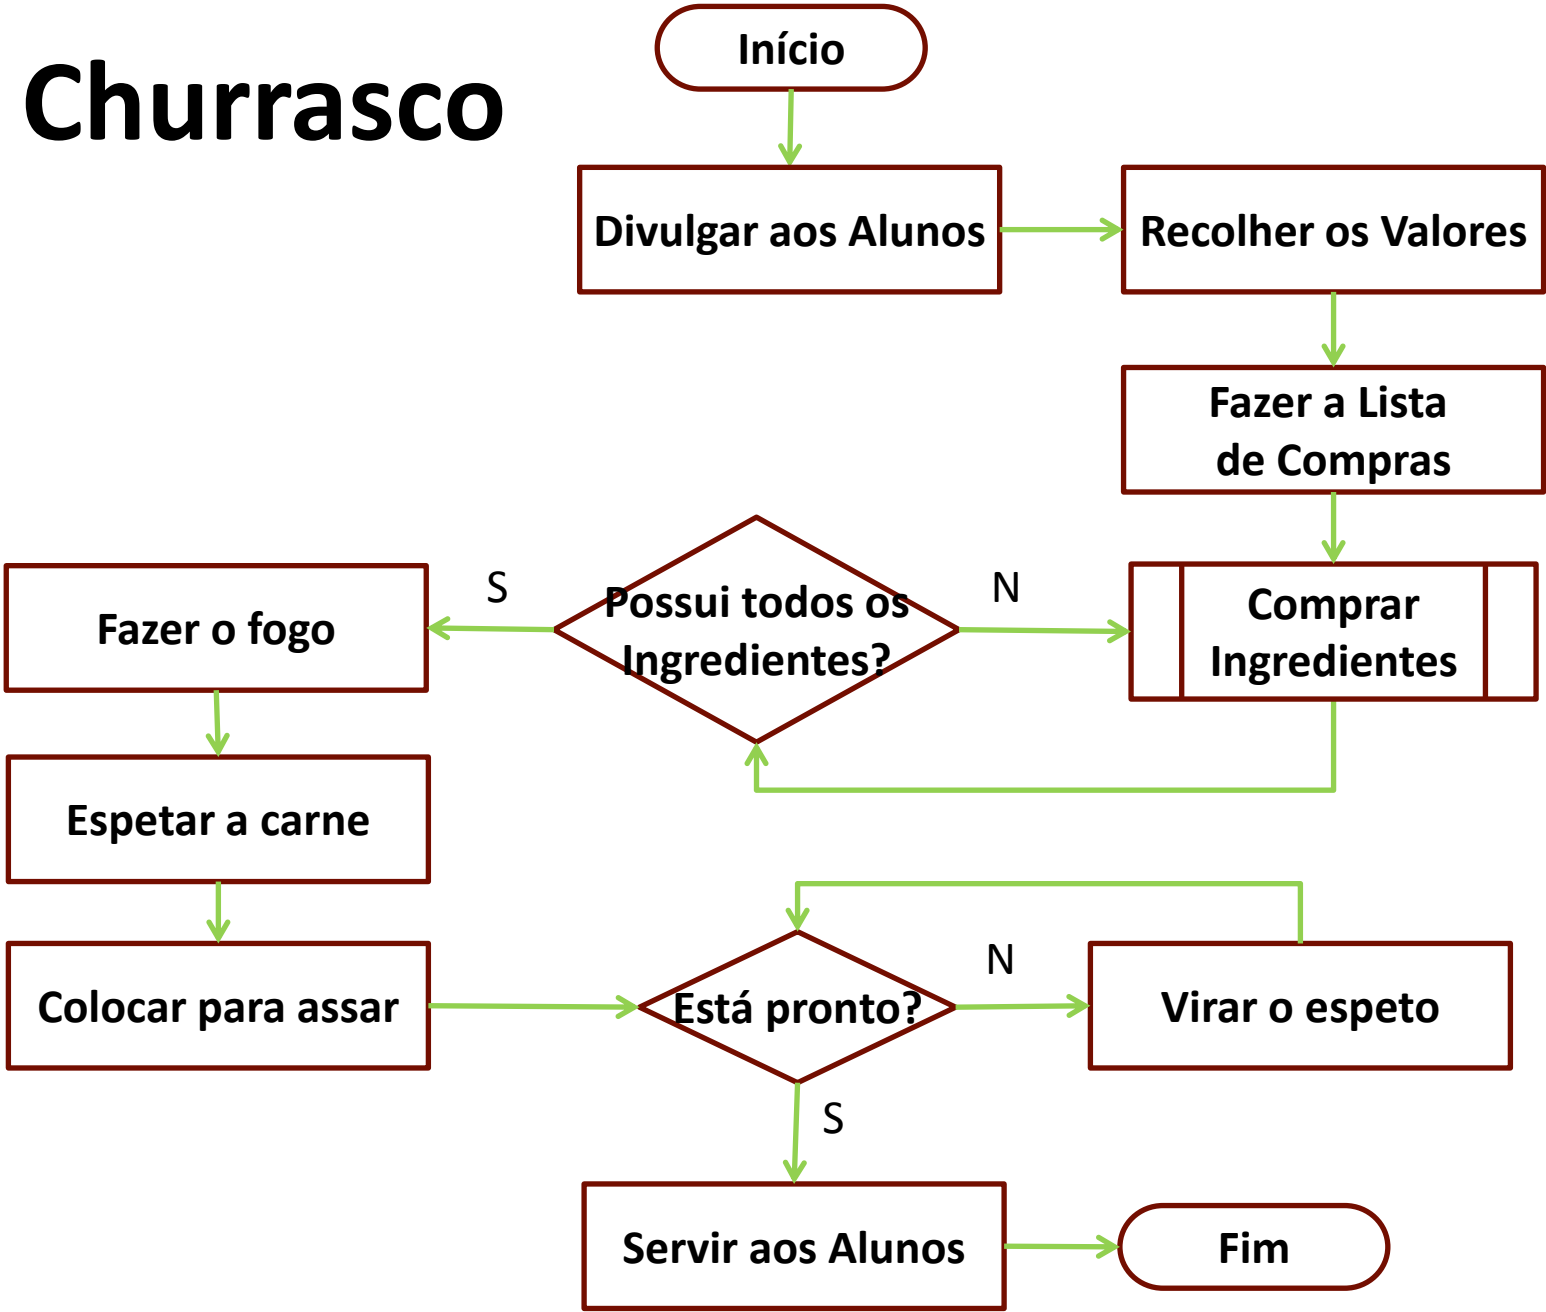 Churrasco
Início
Divulgar aos Alunos
Recolher os Valores
Fazer a Lista
de Compras
Comprar
Ingredientes
N
Possui todos os
Ingredientes?
S
Fazer o fogo
Espetar a carne
Colocar para assar
Está pronto?
N
Virar o espeto
S
Servir aos Alunos
Fim